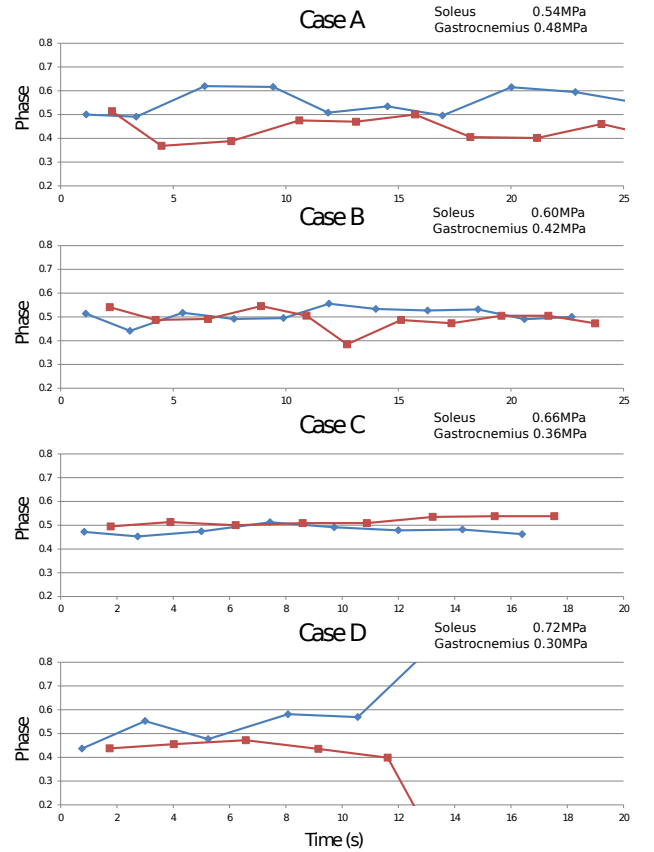 Case A
Soleus 0.54MPa
Gastrocnemius 0.48MPa
Phase
0.8
0.7
0.6
0.5
0.4
0.3
0.2
0 5 10 15 20 25
Case B
Soleus 0.60MPa
Gastrocnemius 0.42MPa
Phase
0.8
0.7
0.6
0.5
0.4
0.3
0.2
0 5 10 15 20 25
Case C
Soleus 0.66MPa
Gastrocnemius 0.36MPa
Phase
0.8
0.7
0.6
0.5
0.4
0.3
0.2
0 2 4 6 8 10 12 14 16 18 20
Case D
Soleus 0.72MPa
Gastrocnemius 0.30MPa
Phase
0.8
0.7
0.6
0.5
0.4
0.3
0.2
0 2 4 6 8 10 12 14 16 18 20
Time (s)